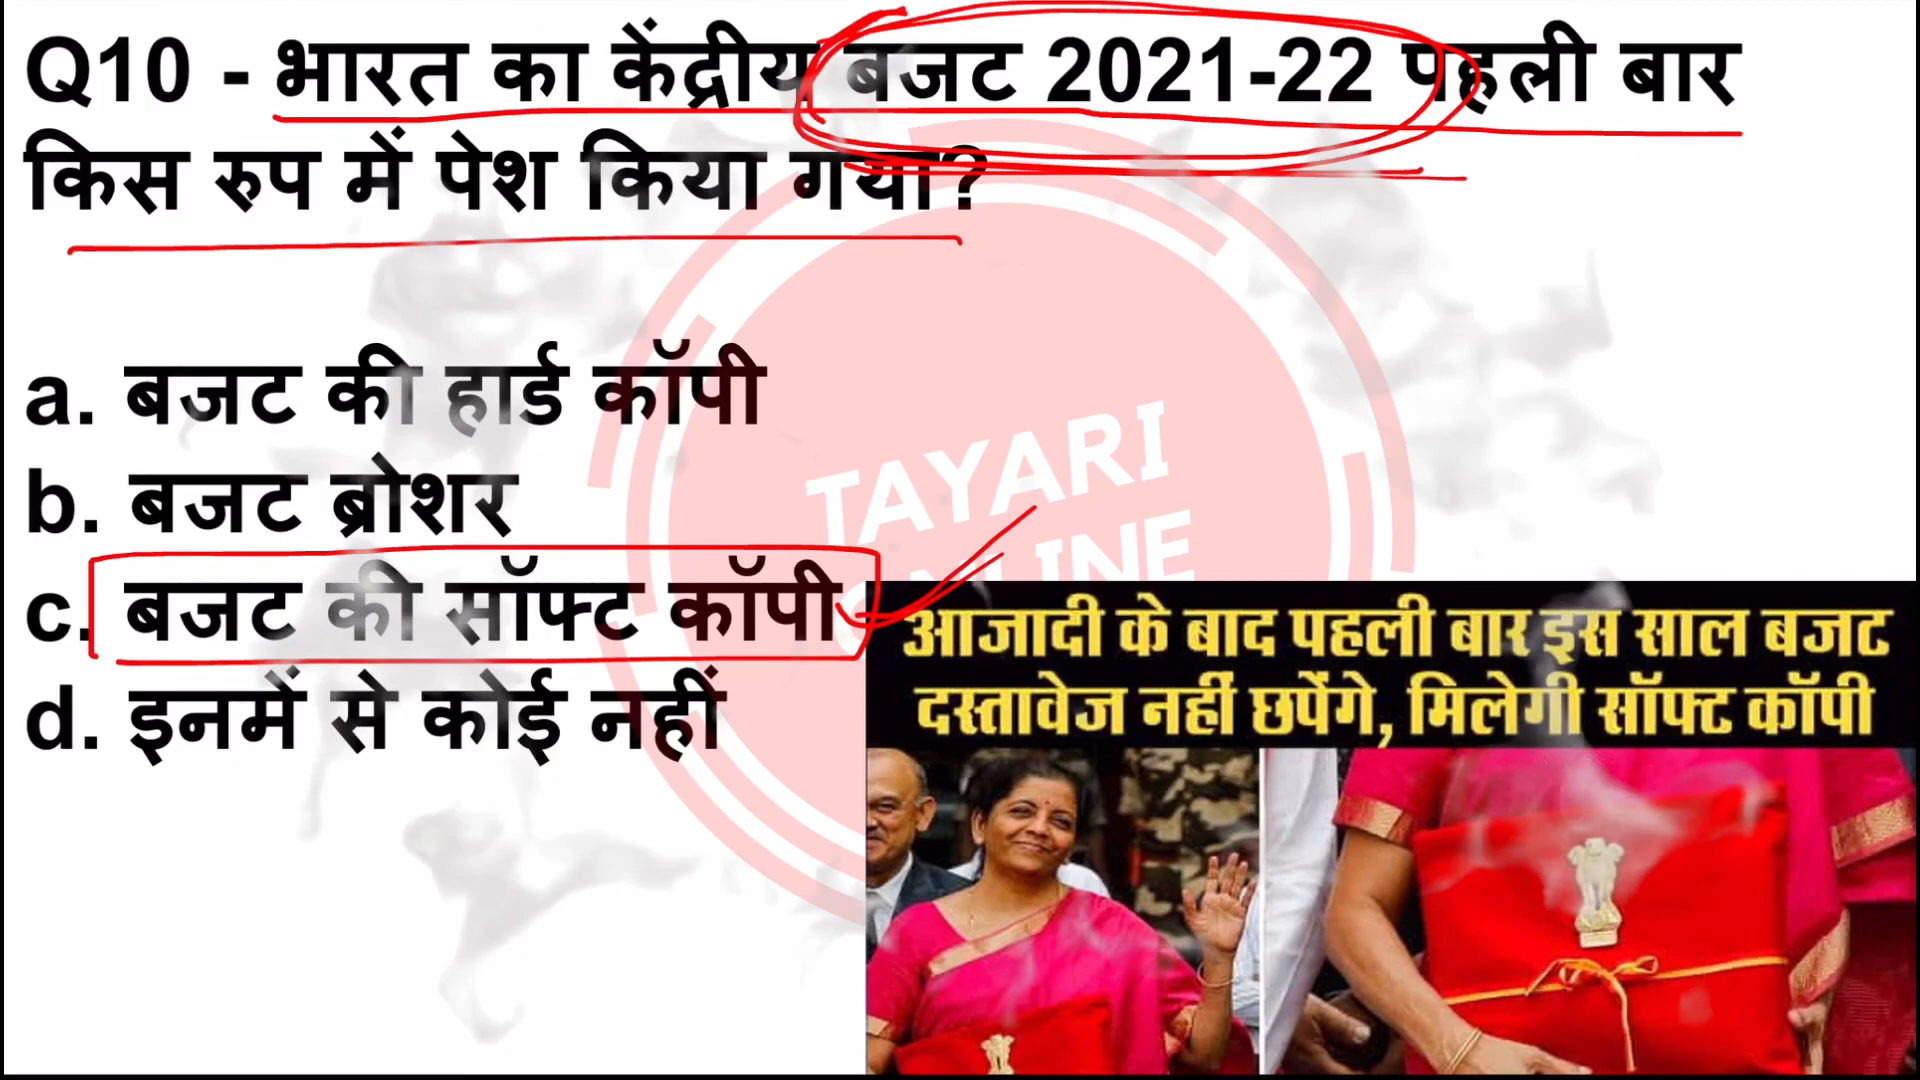 Q10 - भारत का केंद्रीय बजट 2021-22 पहली बार
किस रुप में पेश किया गया?
a. बजट की हार्ड कॉपी
b. बजट ब्रोशर
c. बजट की सॉफ्ट कॉपी
d. इनमें से कोई नहीं
TAYARI
ONLINE
आजादी के बाद पहली बार इस साल बजट
दस्तावेज नहीं छपेंगे, मिलेगी सॉफ्ट कॉपी